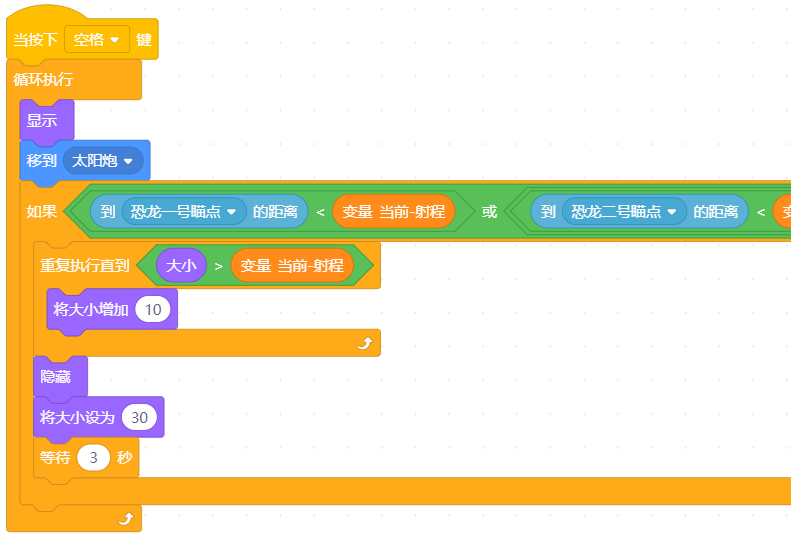 当按下 空格 键
循环执行
显示
移到 太阳炮
如果 到 恐龙一号瞄点 的距离 < 变量 当前-射程 或 到 恐龙二号瞄点 的距离 <
重复执行直到 大小 > 变量 当前-射程
将大小增加 10
隐藏
将大小设为 30
等待 3 秒